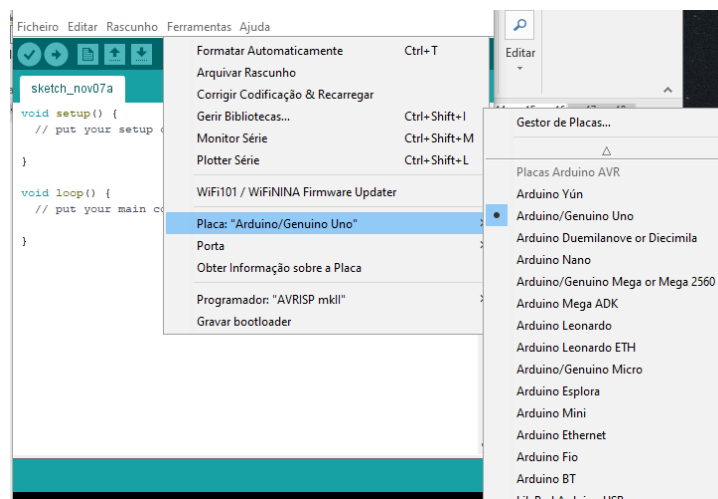 Ficheiro Editar Rascunho Ferramentas Ajuda
sketch_nov07a
void setup() {
// put your setup
}
void loop() {
// put your main
}
Formatar Automaticamente Ctrl+T
Arquivar Rascunho
Corrigir Codificação & Recarregar
Gerir Bibliotecas... Ctrl+Shift+I
Monitor Série Ctrl+Shift+M
Plotter Série Ctrl+Shift+L
WiFi101 / WiFiNINA Firmware Updater
Placa: "Arduino/Genuino Uno"
Porta
Obter Informação sobre a Placa
Programador: "AVRISP mkII"
Gravar bootloader
Editar
Gestor de Placas...
Placas Arduino AVR
Arduino Yún
Arduino/Genuino Uno
Arduino Duemilanove or Diecimila
Arduino Nano
Arduino/Genuino Mega or Mega 2560
Arduino Mega ADK
Arduino Leonardo
Arduino Leonardo ETH
Arduino/Genuino Micro
Arduino Esplora
Arduino Mini
Arduino Ethernet
Arduino Fio
Arduino BT